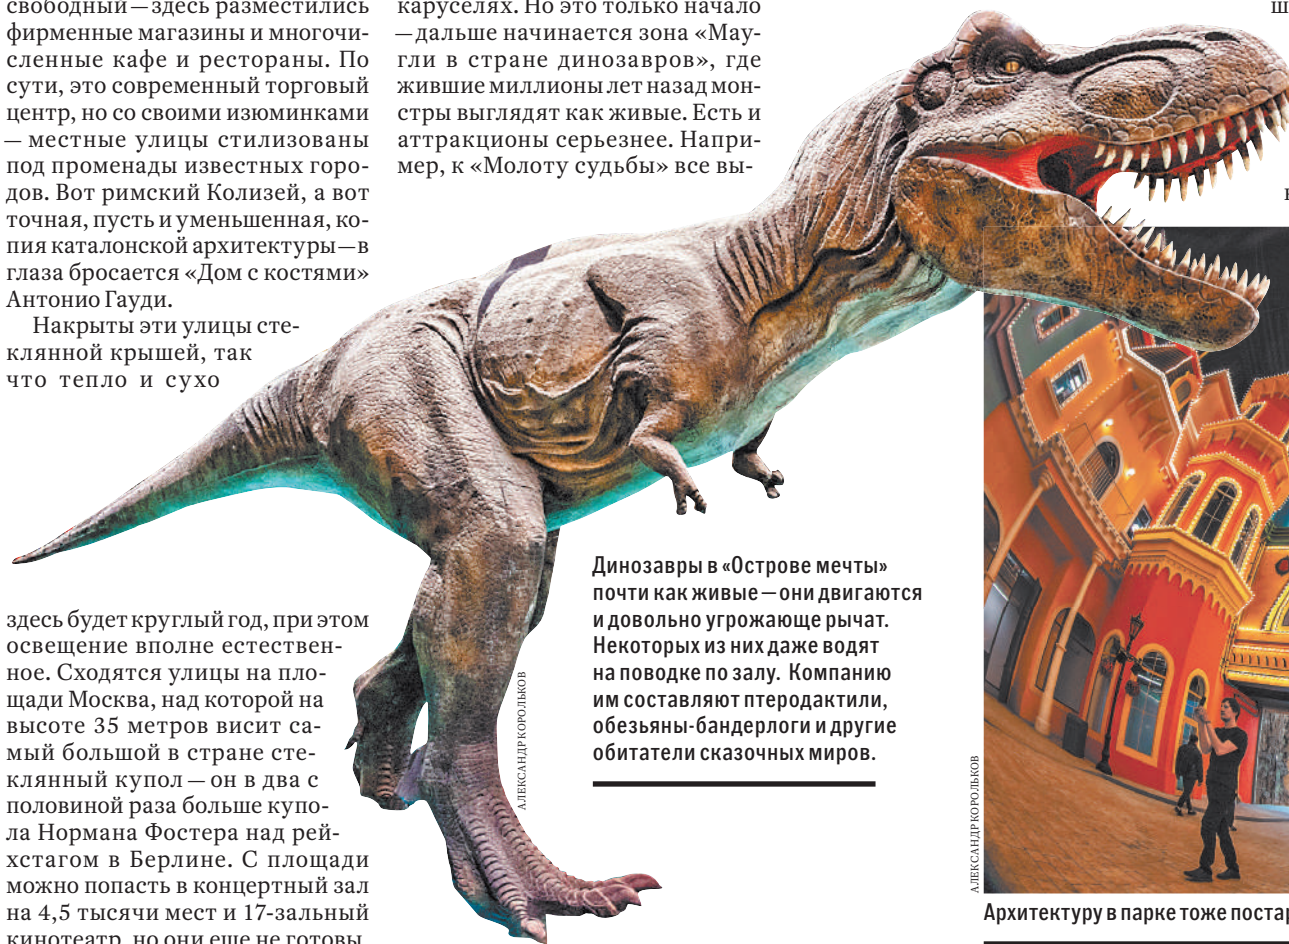 свободный — здесь разместились
фирменные магазины и многочи-
сленные кафе и рестораны. По
сути, это современный торговый
центр, но со своими изюминками
— местные улицы стилизованы
под променады известных горо-
дов. Вот римский Колизей, а вот
точная, пусть и уменьшенная, ко-
пия каталонской архитектуры — в
глаза бросается «Дом с костями»
Антонио Гауди.
Накрыты эти улицы сте-
клянной крышей, так
что тепло и сухо
здесь будет круглый год, при этом
освещение вполне естествен-
ное. Сходятся улицы на пло-
щади Москва, над которой на
высоте 35 метров висит са-
мый большой в стране сте-
клянный купол — он в два с
половиной раза больше купо-
ла Нормана Фостера над рей-
хстагом в Берлине. С площади
можно попасть в концертный зал
на 4,5 тысячи мест и 17-зальный
кинотеатр, но они еще не готовы.
каруселях. Но это только начало
— дальше начинается зона «Мау-
гли в стране динозавров», где
жившие миллионы лет назад мон-
стры выглядят как живые. Есть и
аттракционы серьезнее. Напри-
мер, к «Молоту судьбы» все вы-
Динозавры в «Острове мечты»
почти как живые — они двигаются
и довольно угрожающе рычат.
Некоторых из них даже водят
на поводке по залу. Компанию
им составляют птеродактили,
обезьяны-бандерлоги и другие
обитатели сказочных миров.
АЛЕКСАНДР КОРОЛЬКОВ
АЛЕКСАНДР КОРОЛЬКОВ
Архитектуру в парке тоже постар